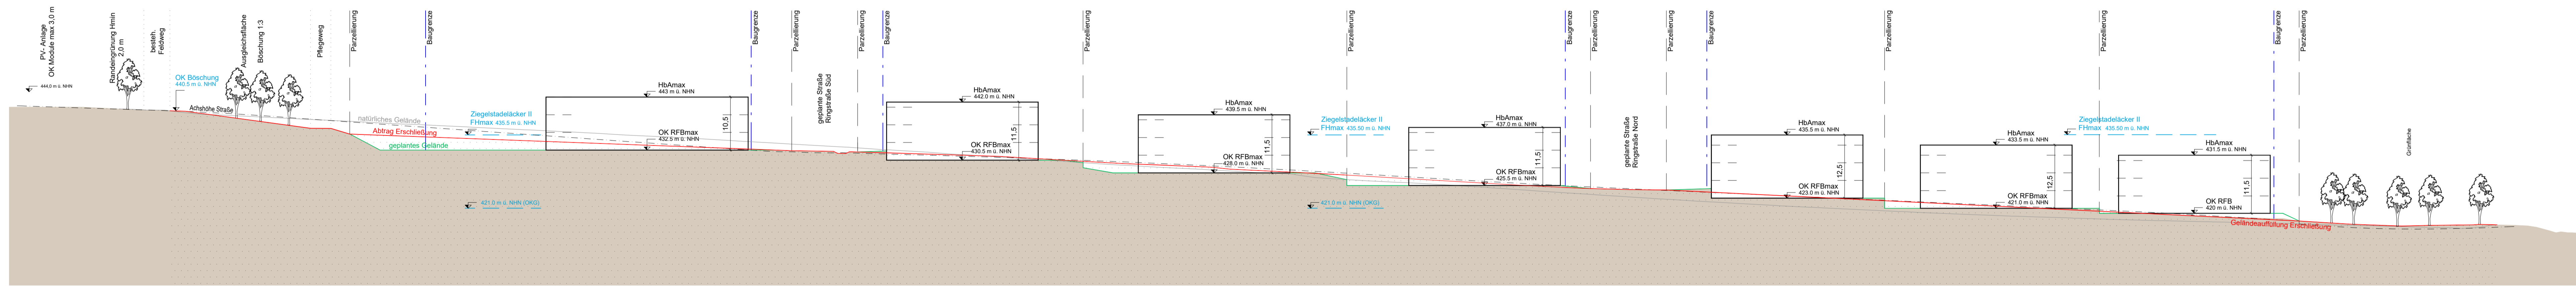 PV- Anlage
OK Module max 3,0 m
444,0 m ü. NHN
Randeingrünung Hmin
2,0 m
besteh.
Feldweg
OK Böschung
440.5 m ü. NHN
Achshöhe Straße
Ausgleichsfläche
Böschung 1:3
Pflegeweg
Parzellierung
natürliches Gelände
Abtrag Erschließung
geplantes Gelände
Baugrenze
Ziegelstadeläcker II
FHmax 435.5 m ü. NHN
421.0 m ü. NHN (OKG)
HbAmax
443 m ü. NHN
10,5
OK RFBmax
432.5 m ü. NHN
Baugrenze
Parzellierung
geplante Straße
Ringstraße Süd
Parzellierung
Baugrenze
HbAmax
442.0 m ü. NHN
11,5
OK RFBmax
430.5 m ü. NHN
Parzellierung
HbAmax
439.5 m ü. NHN
11,5
OK RFBmax
428.0 m ü. NHN
Ziegelstadeläcker II
FHmax 435.50 m ü. NHN
421.0 m ü. NHN (OKG)
Parzellierung
HbAmax
437.0 m ü. NHN
11,5
OK RFBmax
425.5 m ü. NHN
Baugrenze
Parzellierung
geplante Straße
Ringstraße Nord
Parzellierung
Baugrenze
HbAmax
435.5 m ü. NHN
12,5
OK RFBmax
423.0 m ü. NHN
Parzellierung
HbAmax
433.5 m ü. NHN
12,5
OK RFBmax
421.0 m ü. NHN
Ziegelstadeläcker II
FHmax 435.50 m ü. NHN
Parzellierung
HbAmax
431.5 m ü. NHN
11,5
OK RFB
420 m ü. NHN
Baugrenze
Parzellierung
Geländeauffüllung Erschließung
Grünfläche